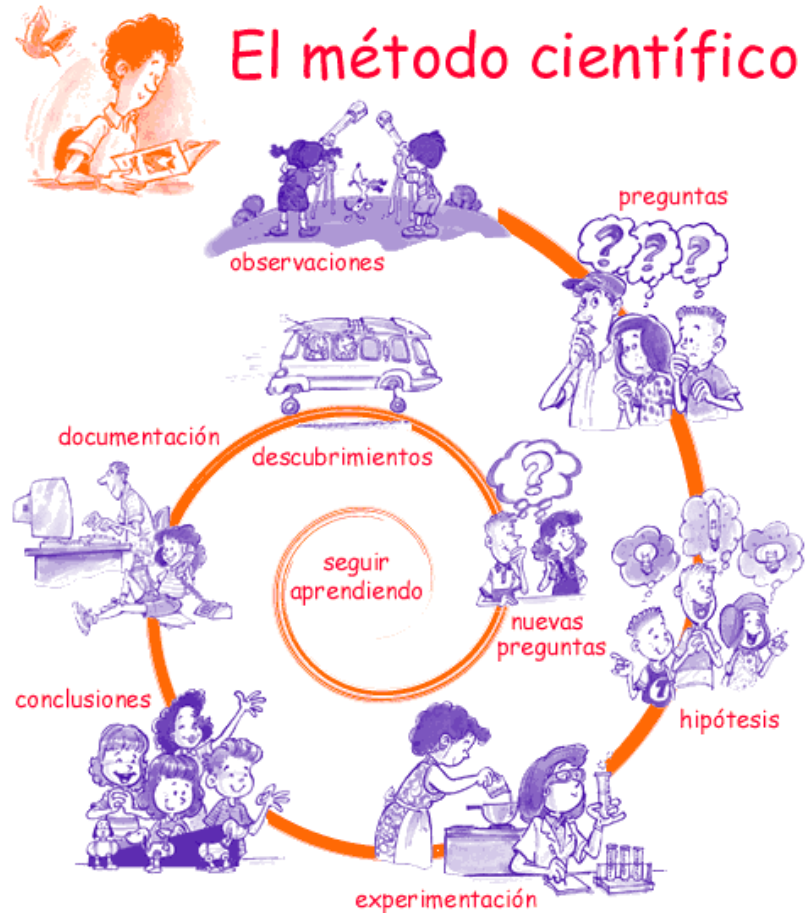 El método científico
observaciones
preguntas
hipótesis
experimentación
conclusiones
documentación
descubrimientos
nuevas
preguntas
seguir
aprendiendo